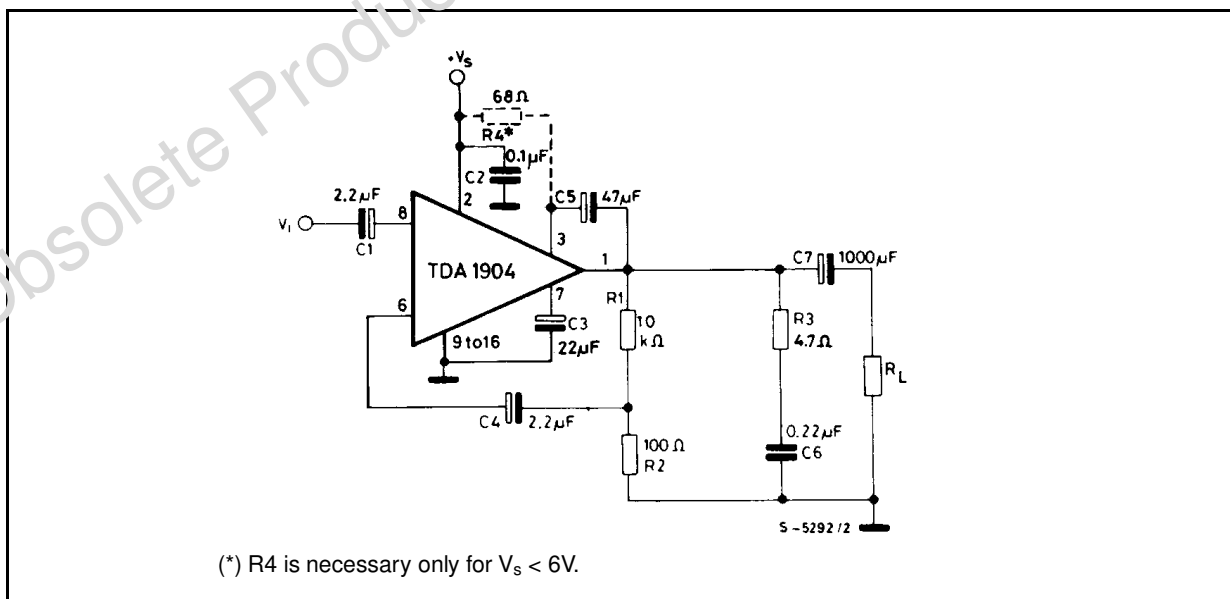 Obsolete Produc
+Vs
68Ω
R4*
0.1µF
C2
2.2µF
C5
47µF
2
8
3
VI
C1
C7
1000µF
TDA 1904
1
R1
7
10
kΩ
R3
4.7Ω
6
C3
22µF
9 to16
RL
C4
2.2µF
0.22µF
100Ω
C6
R2
S-5292/2
(*) R4 is necessary only for Vs < 6V.